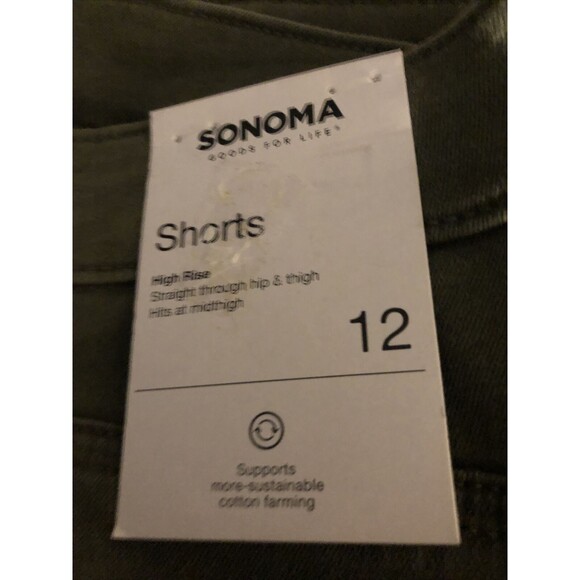 SONOMA
GOODS FOR LIFE®
Shorts
High Rise
Straight through hip & thigh
Hits at midthigh
12
Supports
more-sustainable
cotton farming